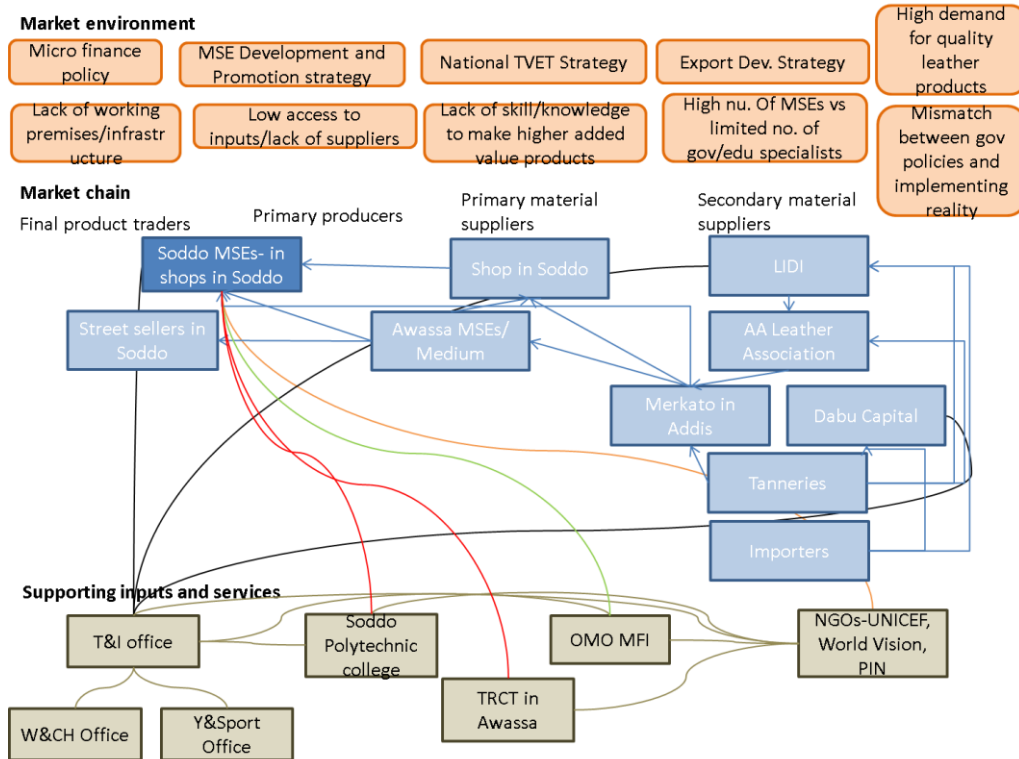 Market environment
Micro finance
policy
MSE Development and
Promotion strategy
National TVET Strategy
Export Dev. Strategy
High demand
for quality
leather
products
Lack of working
premises/infrastr
ucture
Low access to
inputs/lack of suppliers
Lack of skill/knowledge
to make higher added
value products
High nu. Of MSEs vs
limited no. of
gov/edu specialists
Mismatch
between gov
policies and
implementing
reality
Market chain
Final product traders
Primary producers
Primary material
suppliers
Secondary material
suppliers
Soddo MSEs- in
shops in Soddo
Shop in Soddo
LIDI
Street sellers in
Soddo
Awassa MSEs/
Medium
AA Leather
Association
Merkato in
Addis
Dabu Capital
Tanneries
Importers
Supporting inputs and services
T&I office
Soddo
Polytechnic
college
OMO MFI
NGOs-UNICEF,
World Vision,
PIN
TRCT in
Awassa
W&CH Office
Y&Sport
Office